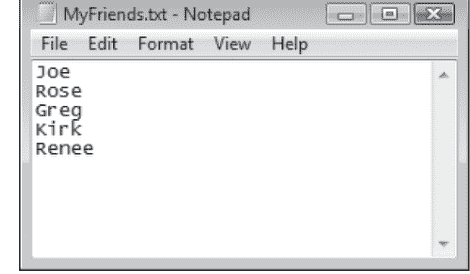 MyFriends.txt - Notepad
File Edit Format View Help
Joe
Rose
Greg
Kirk
Renee